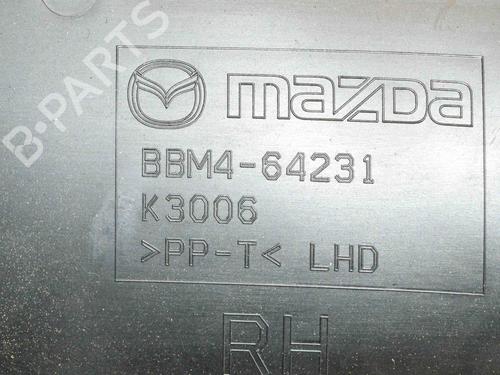 B-PARTS
mazda
BBM4-64231
K3006
>PP-T< LHD
RH